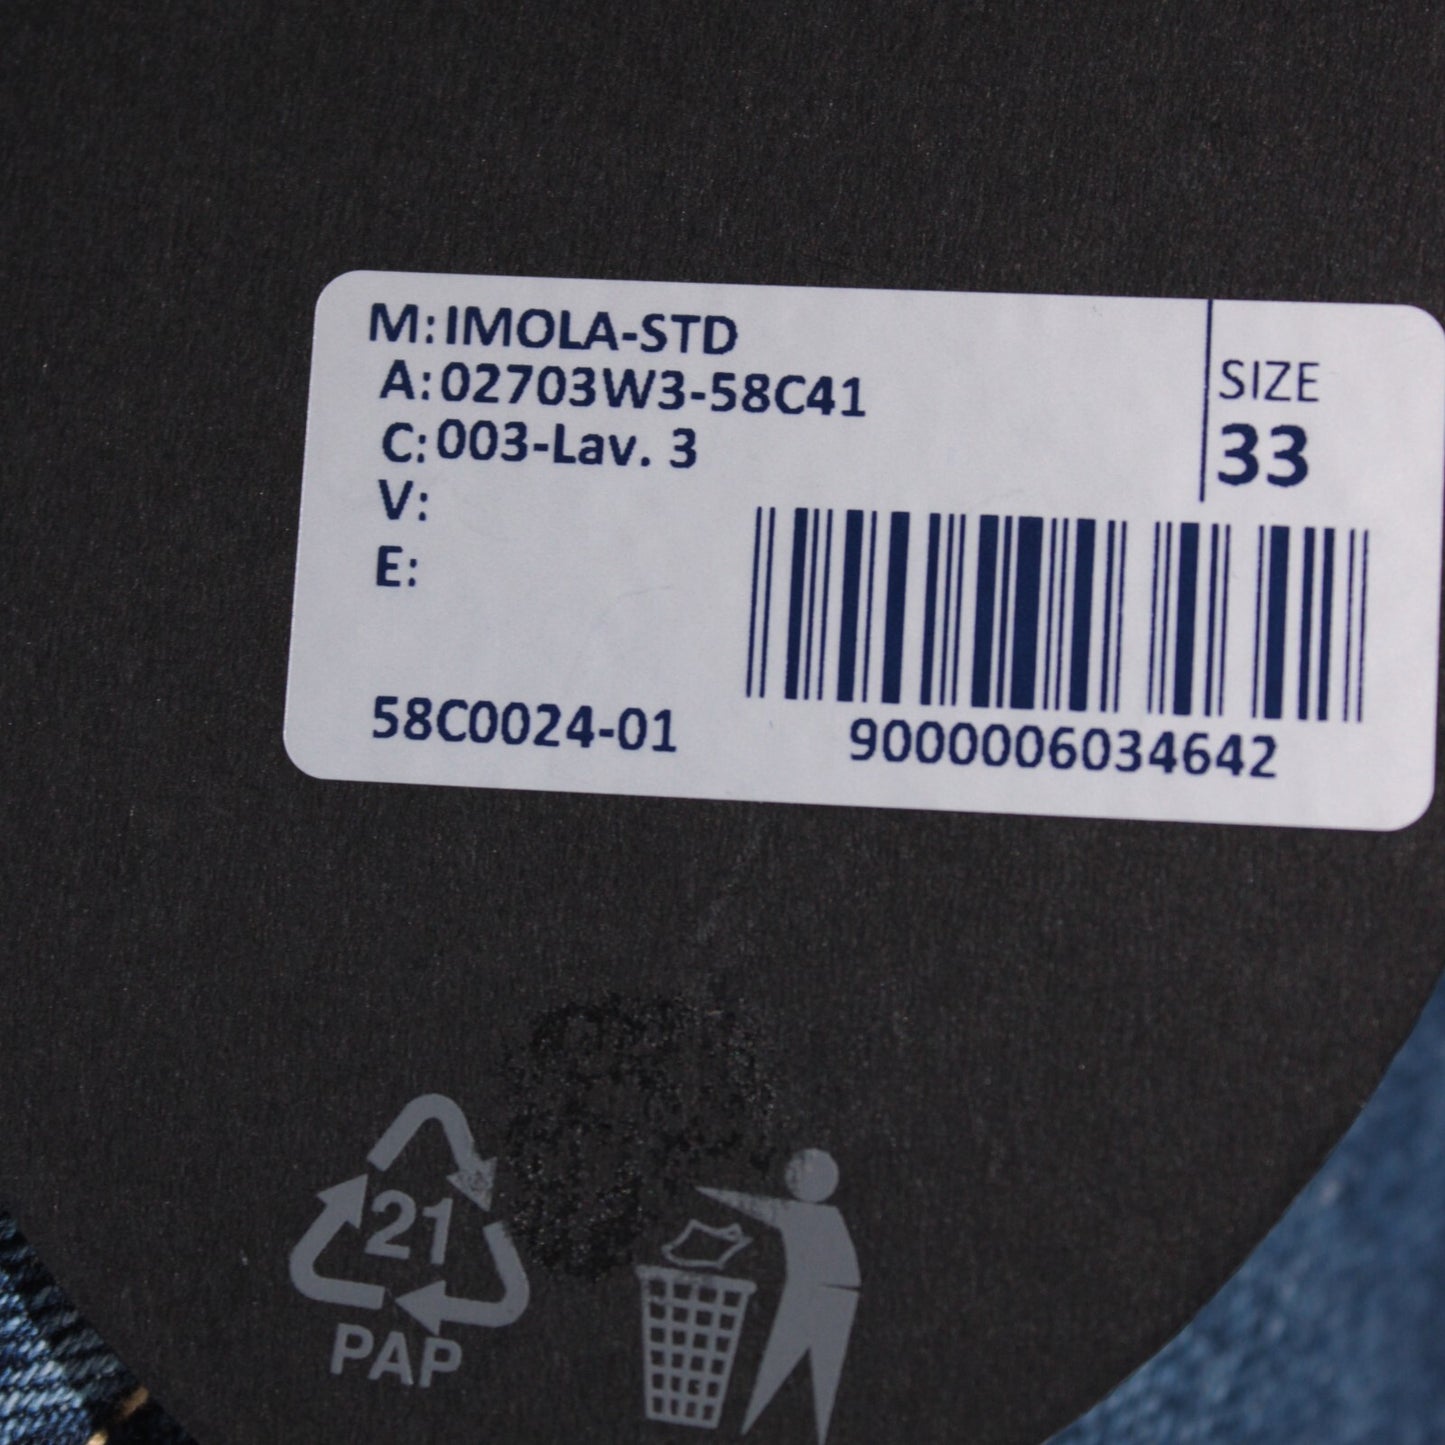 M: IMOLA-STD
A: 02703W3-58C41
C: 003-Lav. 3
V:
E:
SIZE
33
58C0024-01
9000006034642
21
PAP